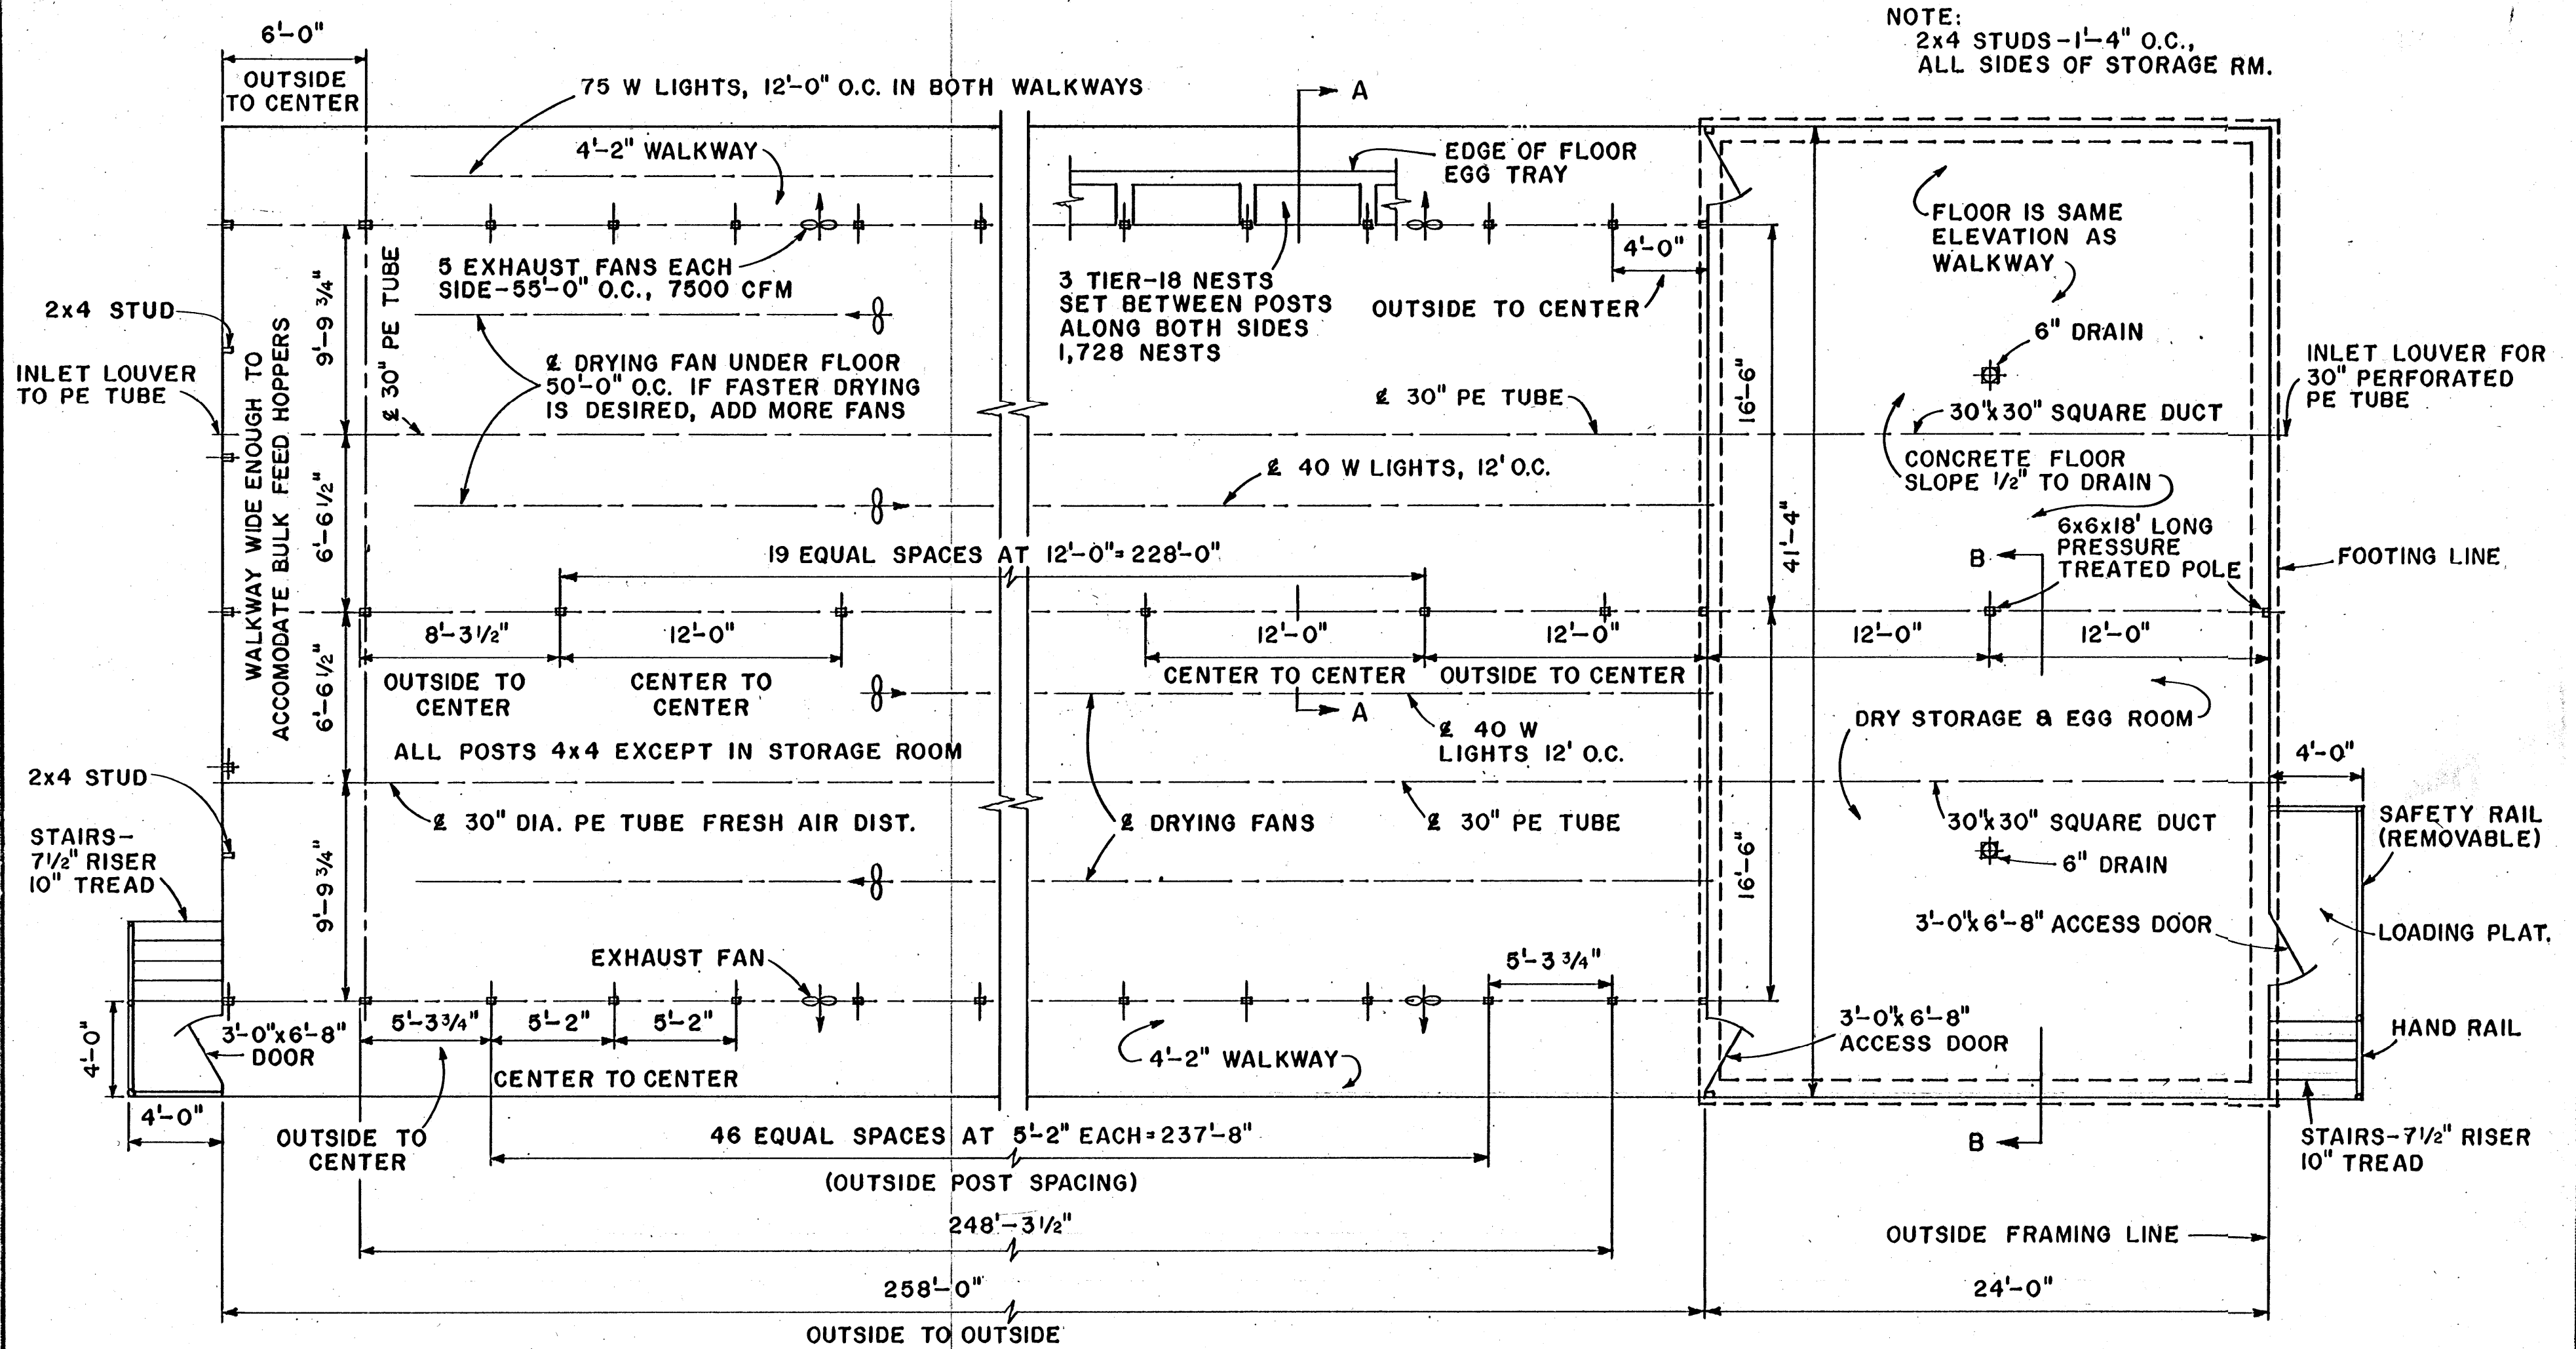 NOTE:
2x4 STUDS-1'-4" O.C.,
ALL SIDES OF STORAGE RM.
6'-0"
OUTSIDE
TO CENTER
75 W LIGHTS, 12'-0" O.C. IN BOTH WALKWAYS
A
4'-2" WALKWAY
EDGE OF FLOOR
EGG TRAY
FLOOR IS SAME
ELEVATION AS
WALKWAY
5 EXHAUST FANS EACH
SIDE-55'-0" O.C., 7500 CFM
3 TIER-18 NESTS
SET BETWEEN POSTS
ALONG BOTH SIDES
1,728 NESTS
4'-0"
OUTSIDE TO CENTER
2x4 STUD
9'-9 3/4"
℄ 30" PE TUBE
6" DRAIN
INLET LOUVER
TO PE TUBE
WALKWAY WIDE ENOUGH TO
ACCOMODATE BULK FEED HOPPERS
℄ DRYING FAN UNDER FLOOR
50'-0" O.C. IF FASTER DRYING
IS DESIRED, ADD MORE FANS
℄ 30" PE TUBE
16'-6"
30"x30" SQUARE DUCT
INLET LOUVER FOR
30" PERFORATED
PE TUBE
℄ 40 W LIGHTS, 12' O.C.
CONCRETE FLOOR
SLOPE 1/2" TO DRAIN
6'-6 1/2"
41'-4"
19 EQUAL SPACES AT 12'-0"=228'-0"
6x6x18' LONG
PRESSURE
TREATED POLE
B
FOOTING LINE
8'-3 1/2"
12'-0"
12'-0"
12'-0"
12'-0"
12'-0"
6'-6 1/2"
OUTSIDE TO
CENTER
CENTER TO
CENTER
CENTER TO CENTER
OUTSIDE TO CENTER
A
℄ 40 W
LIGHTS 12' O.C.
DRY STORAGE & EGG ROOM
ALL POSTS 4x4 EXCEPT IN STORAGE ROOM
4'-0"
2x4 STUD
℄ 30" DIA. PE TUBE FRESH AIR DIST.
℄ DRYING FANS
℄ 30" PE TUBE
30"x30" SQUARE DUCT
6" DRAIN
SAFETY RAIL
(REMOVABLE)
STAIRS-
7 1/2" RISER
10" TREAD
9'-9 3/4"
16'-6"
3'-0"x6'-8" ACCESS DOOR
LOADING PLAT.
EXHAUST FAN
5'-3 3/4"
4'-0"
3'-0"x6'-8"
DOOR
5'-3 3/4"
5'-2"
5'-2"
4'-2" WALKWAY
3'-0"x6'-8"
ACCESS DOOR
HAND RAIL
CENTER TO CENTER
4'-0"
OUTSIDE TO
CENTER
46 EQUAL SPACES AT 5'-2" EACH=237'-8"
(OUTSIDE POST SPACING)
B
STAIRS-7 1/2" RISER
10" TREAD
248'-3 1/2"
OUTSIDE FRAMING LINE
258'-0"
24'-0"
OUTSIDE TO OUTSIDE